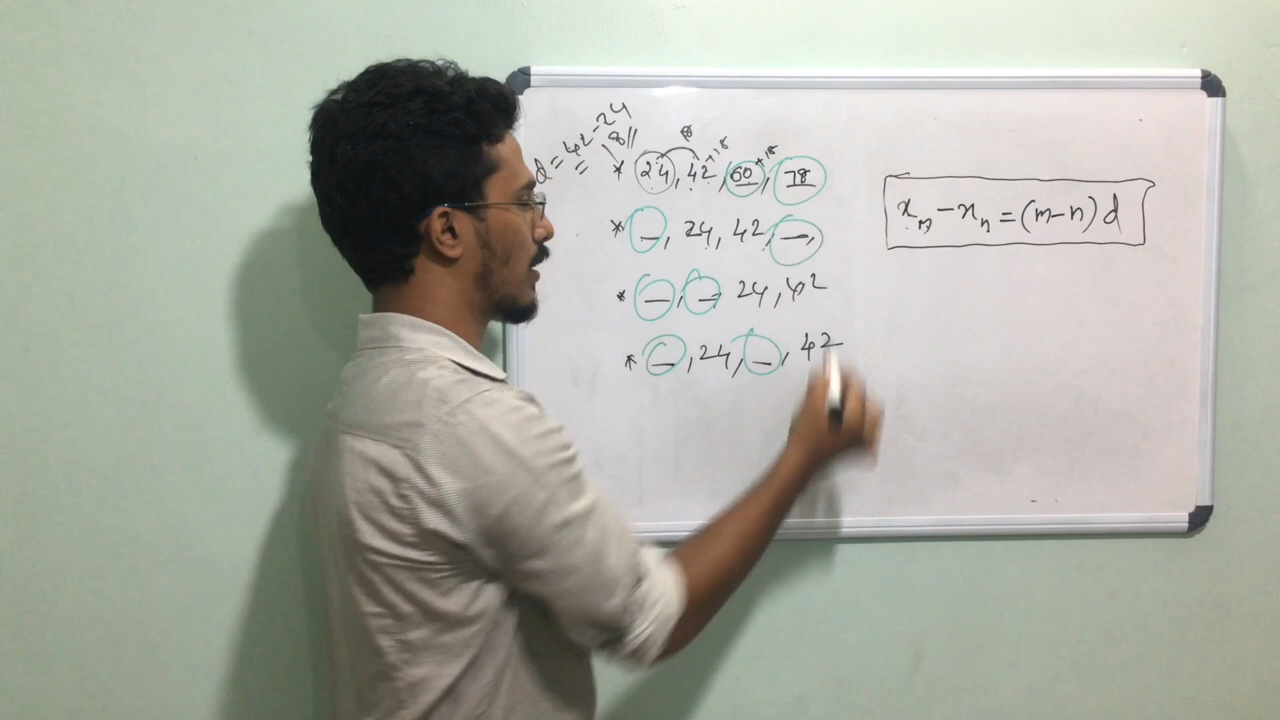 d = 42-24
= 18//
* 24, 42, 60, 78
18 +18 +18
* _, 24, 42, _,
* _, _, 24, 42
* _, 24, _, 42
x_m - x_n = (m-n) d